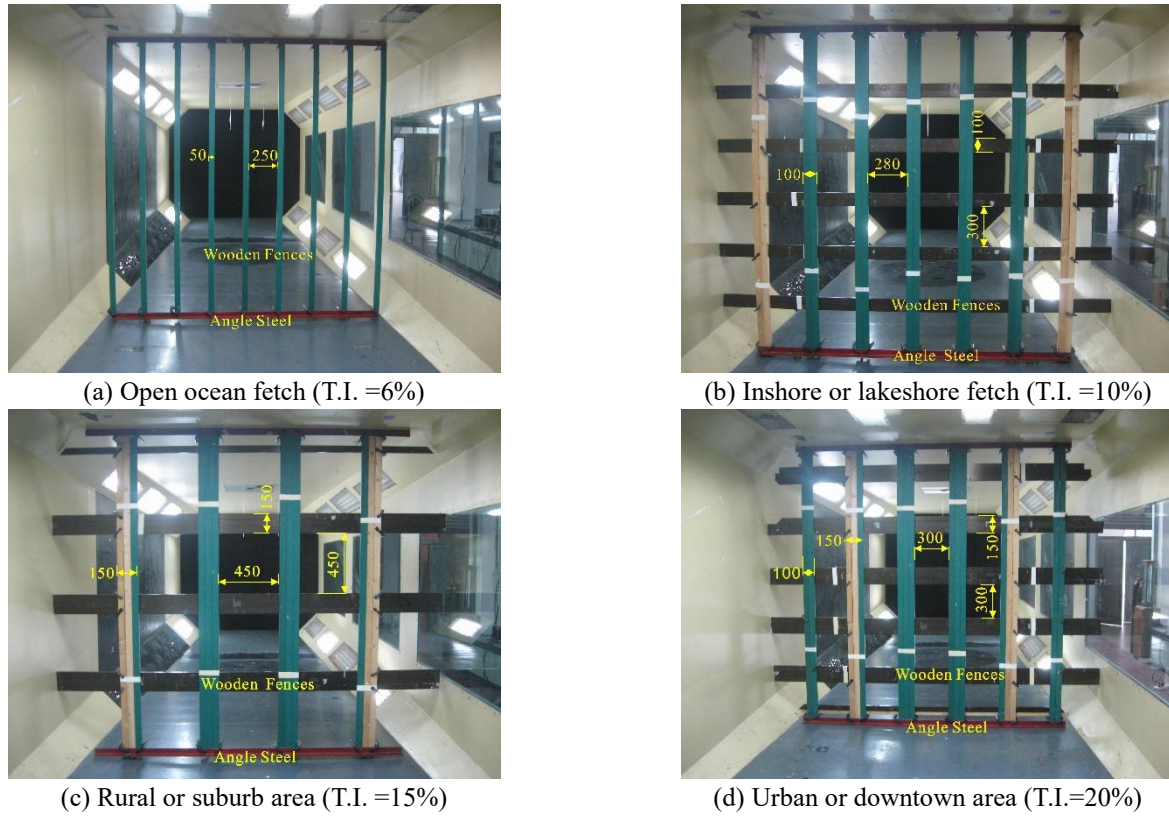 50
250
Wooden Fences
Angle Steel
(a) Open ocean fetch (T.I. =6%)
100
100
280
300
Wooden Fences
Angle Steel
(b) Inshore or lakeshore fetch (T.I. =10%)
150
150
450
450
Wooden Fences
Angle Steel
(c) Rural or suburb area (T.I. =15%)
150
300
150
100
300
Wooden Fences
Angle Steel
(d) Urban or downtown area (T.I.=20%)